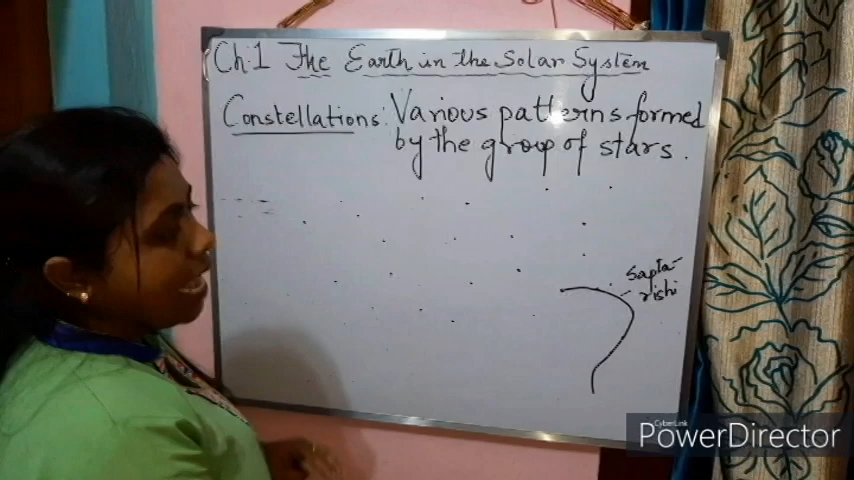 Ch:1 The Earth in the Solar System
Constellations: Various patterns formed
by the group of stars.
Sapta-
rishi
CyberLink
PowerDirector